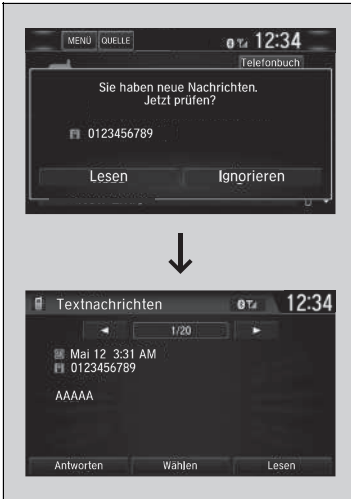 MENÜ QUELLE 12:34
Telefonbuch
Sie haben neue Nachrichten.
Jetzt prüfen?
0123456789
Lesen Ignorieren
Textnachrichten 12:34
1/20
Mai 12 3:31 AM
0123456789
AAAAA
Antworten Wählen Lesen